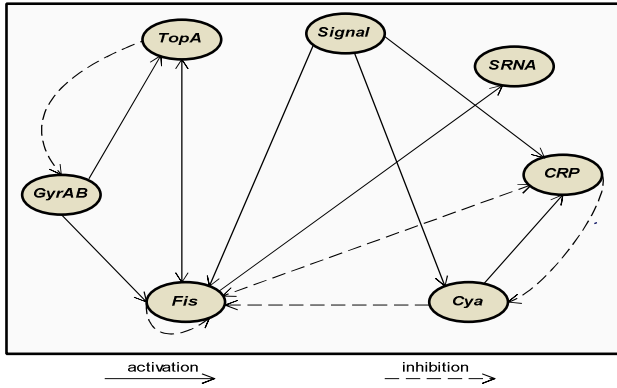 TopA
Signal
SRNA
GyrAB
CRP
Fis
Cya
activation
inhibition